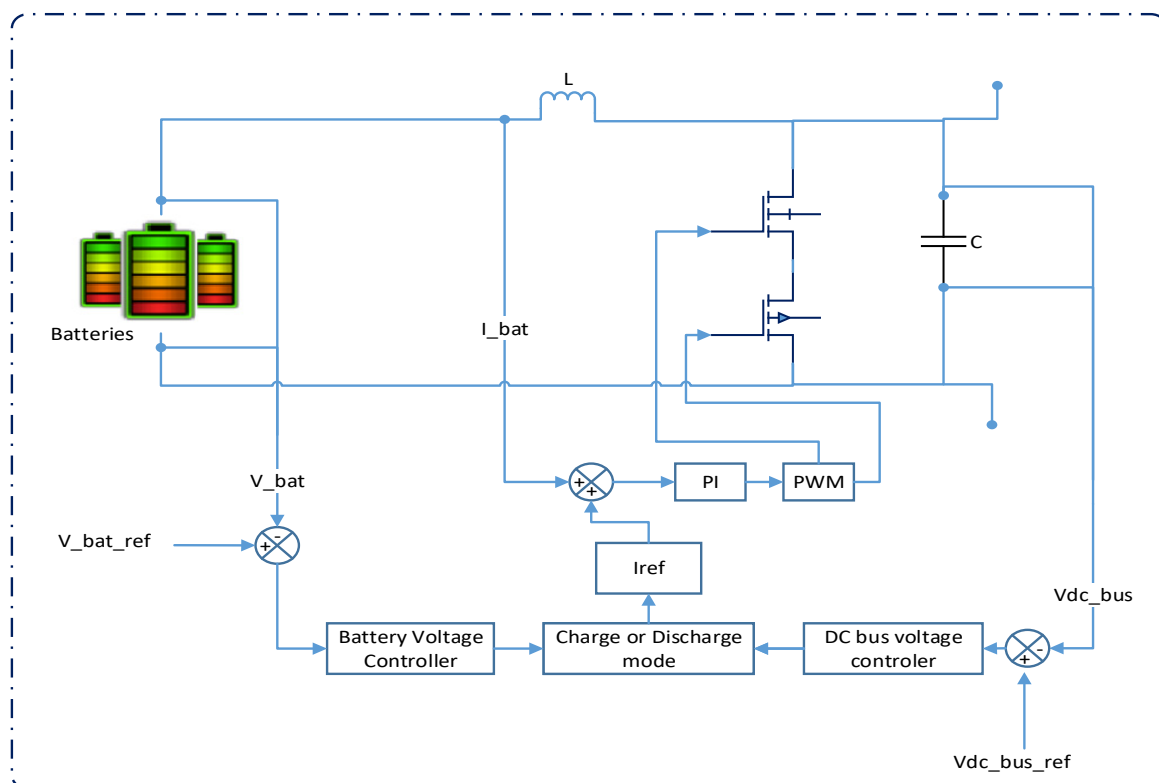 L
C
Batteries
I_bat
V_bat
+
+
PI
PWM
V_bat_ref
+
-
Iref
Vdc_bus
Battery Voltage
Controller
Charge or Discharge
mode
DC bus voltage
controler
+
-
Vdc_bus_ref